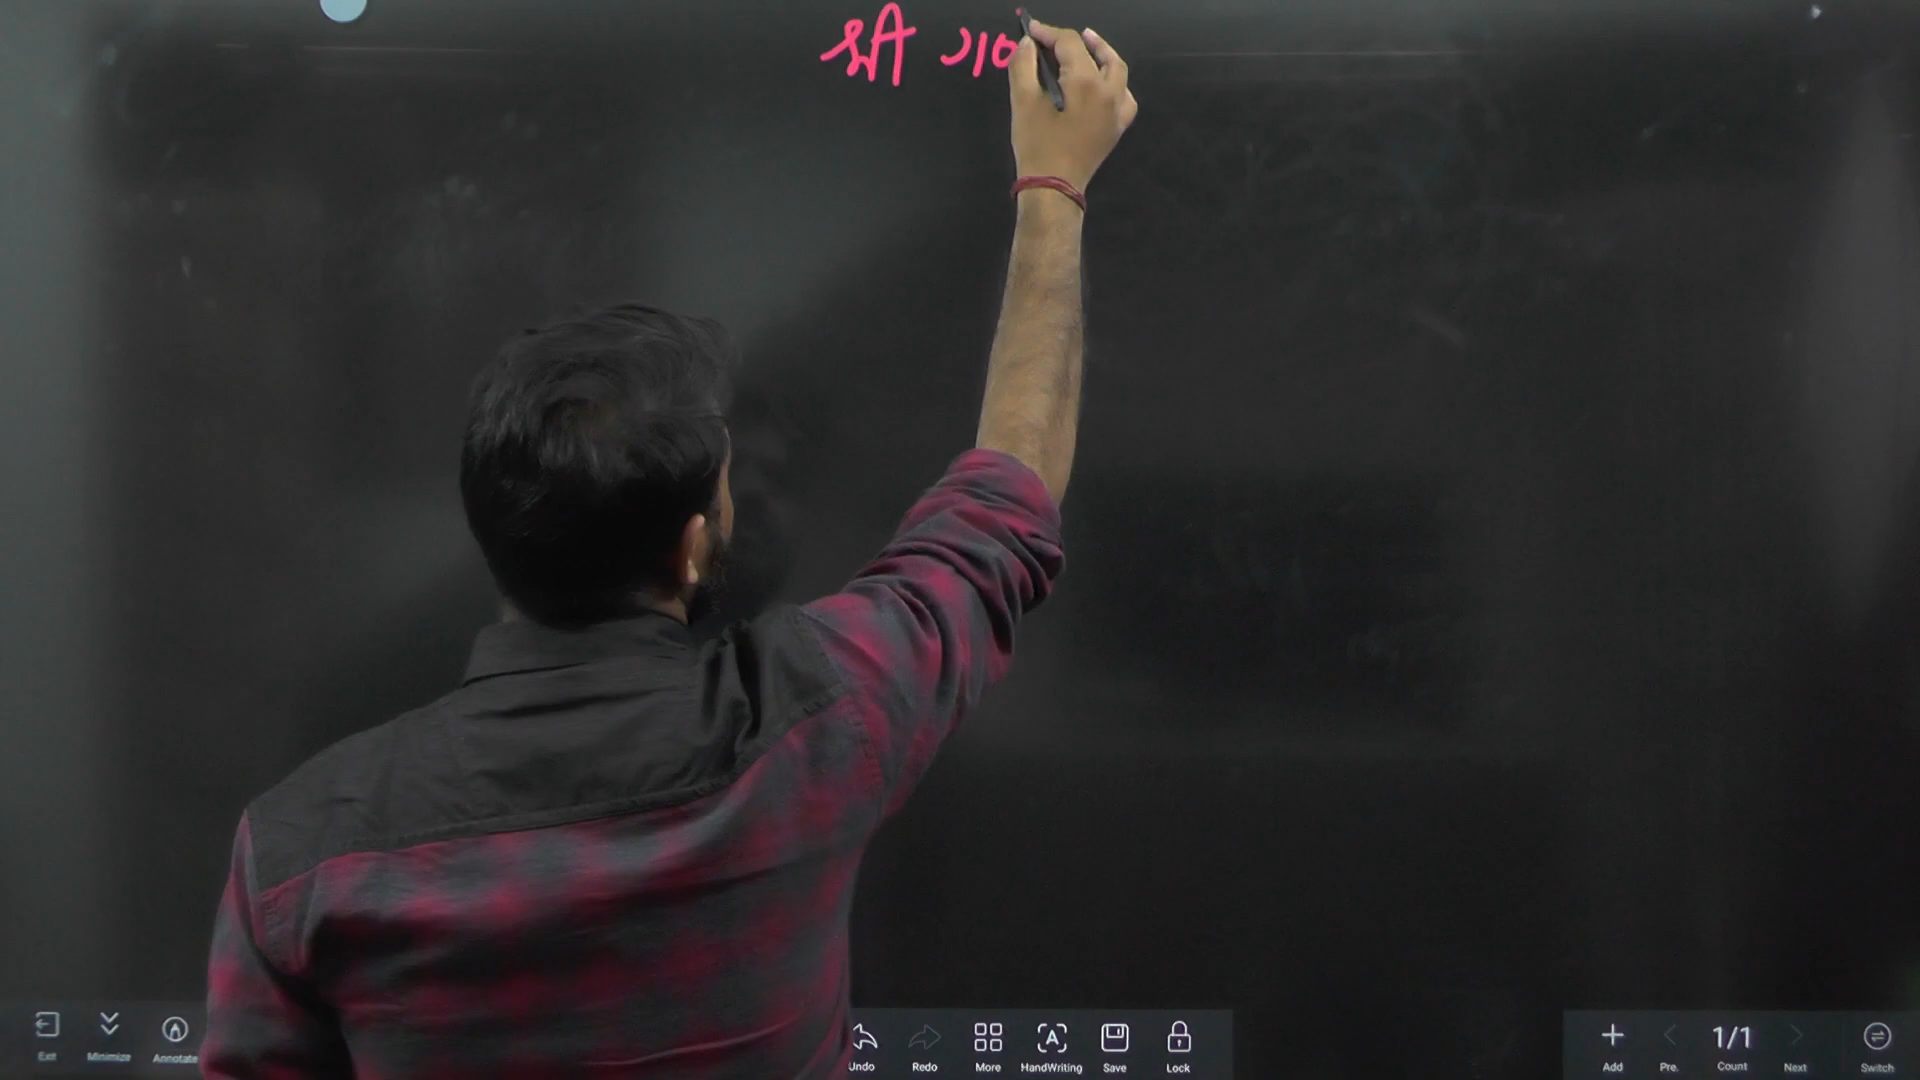 श्री ग
Exit Minimize Annotate Undo Redo More HandWriting Save Lock Add Pre. 1/1 Count Next Switch